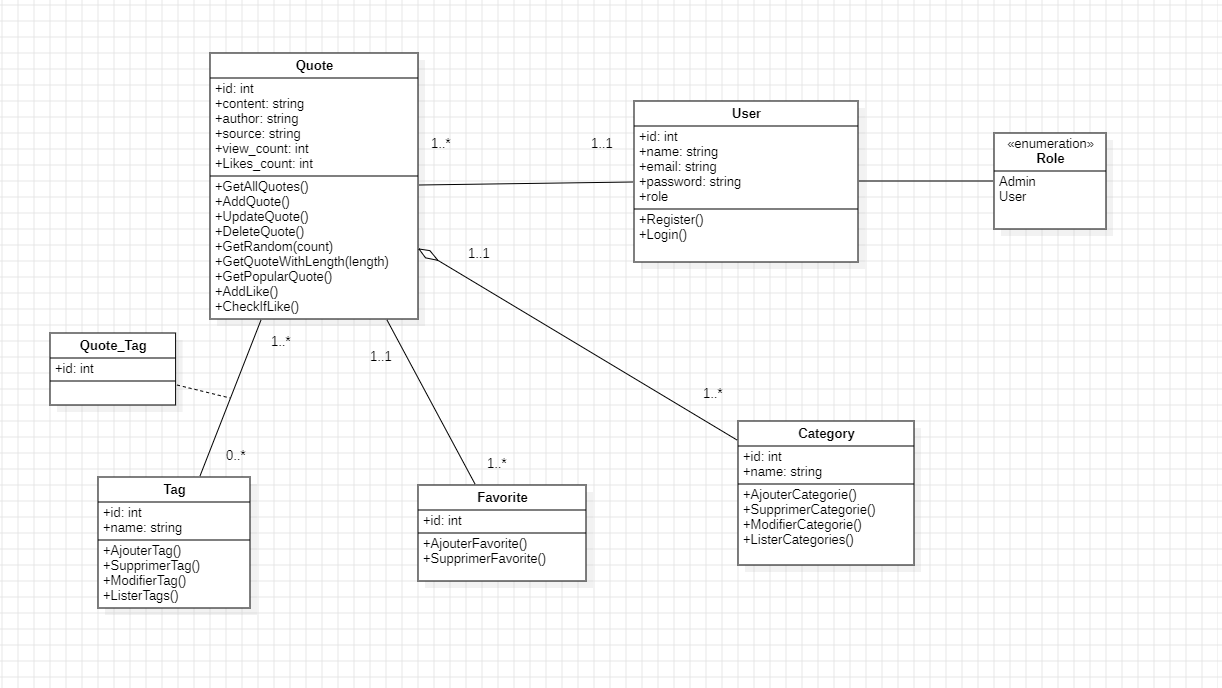 Quote
+id: int
+content: string
+author: string
+source: string
+view_count: int
+Likes_count: int
+GetAllQuotes()
+AddQuote()
+UpdateQuote()
+DeleteQuote()
+GetRandom(count)
+GetQuoteWithLength(length)
+GetPopularQuote()
+AddLike()
+CheckIfLike()
1..*
1..1
User
+id: int
+name: string
+email: string
+password: string
+role
+Register()
+Login()
«enumeration»
Role
Admin
User
1..1
1..*
Quote_Tag
+id: int
1..*
0..*
1..1
1..*
Tag
+id: int
+name: string
+AjouterTag()
+SupprimerTag()
+ModifierTag()
+ListerTags()
Favorite
+id: int
+AjouterFavorite()
+SupprimerFavorite()
Category
+id: int
+name: string
+AjouterCategorie()
+SupprimerCategorie()
+ModifierCategorie()
+ListerCategories()